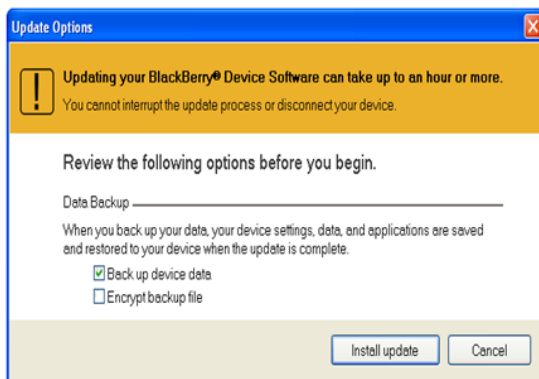 Update Options
Updating your BlackBerry® Device Software can take up to an hour or more.
You cannot interrupt the update process or disconnect your device.
Review the following options before you begin.
Data Backup
When you back up your data, your device settings, data, and applications are saved
and restored to your device when the update is complete.
Back up device data
Encrypt backup file
Install update
Cancel